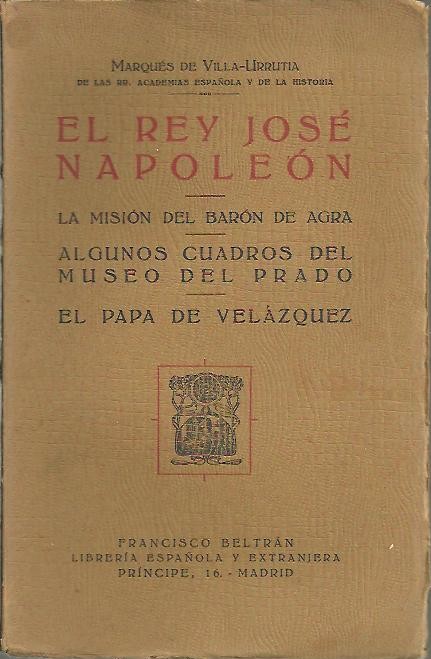 MARQUÉS DE VILLA-URRUTIA
DE LAS RR. ACADEMIAS ESPAÑOLA Y DE LA HISTORIA
EL REY JOSÉ
NAPOLEÓN
LA MISIÓN DEL BARÓN DE AGRA
ALGUNOS CUADROS DEL
MUSEO DEL PRADO
EL PAPA DE VELÁZQUEZ
FRANCISCO BELTRÁN
LIBRERÍA ESPAÑOLA Y EXTRANJERA
PRÍNCIPE, 16. - MADRID